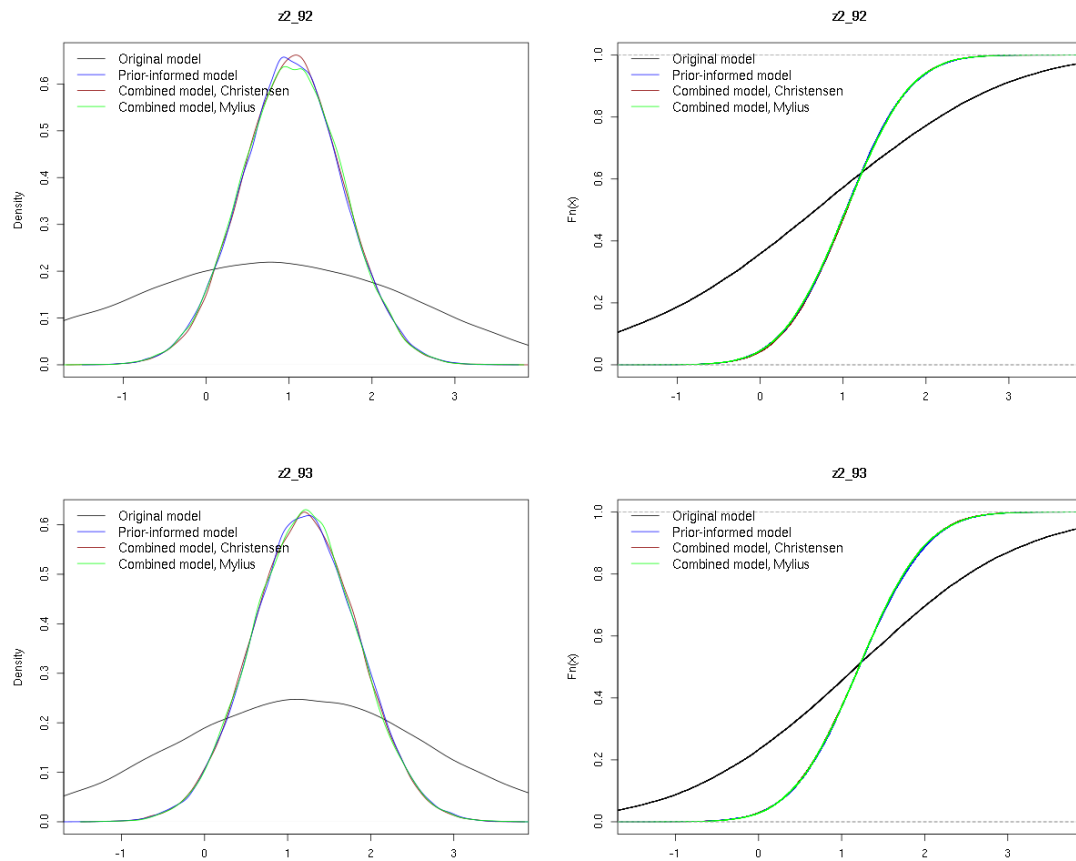 z2_92
Original model
Prior-informed model
Combined model, Christensen
Combined model, Mylius
Density
0.0 0.1 0.2 0.3 0.4 0.5 0.6
-1 0 1 2 3
z2_92
Original model
Prior-informed model
Combined model, Christensen
Combined model, Mylius
Fn(x)
0.0 0.2 0.4 0.6 0.8 1.0
-1 0 1 2 3
z2_93
Original model
Prior-informed model
Combined model, Christensen
Combined model, Mylius
Density
0.0 0.1 0.2 0.3 0.4 0.5 0.6
-1 0 1 2 3
z2_93
Original model
Prior-informed model
Combined model, Christensen
Combined model, Mylius
Fn(x)
0.0 0.2 0.4 0.6 0.8 1.0
-1 0 1 2 3